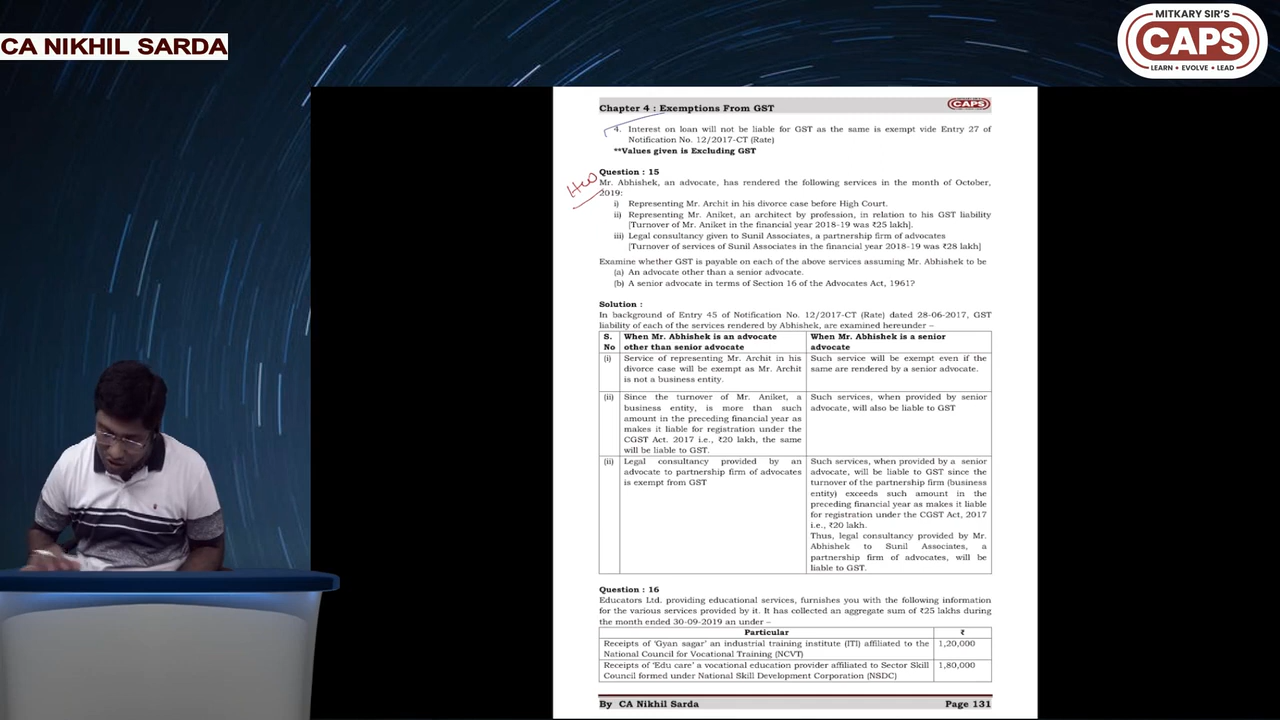 CA NIKHIL SARDA
MITKARY SIR'S
CAPS
LEARN • EVOLVE • LEAD
Chapter 4 : Exemptions From GST
CAPS
4. Interest on loan will not be liable for GST as the same is exempt vide Entry 27 of
Notification No. 12/2017-CT (Rate)
**Values given is Excluding GST
Question : 15
HW
Mr. Abhishek, an advocate, has rendered the following services in the month of October,
2019:
i) Representing Mr. Archit in his divorce case before High Court.
ii) Representing Mr. Aniket, an architect by profession, in relation to his GST liability
[Turnover of Mr. Aniket in the financial year 2018-19 was ₹25 lakh].
iii) Legal consultancy given to Sunil Associates, a partnership firm of advocates
[Turnover of services of Sunil Associates in the financial year 2018-19 was ₹28 lakh]
Examine whether GST is payable on each of the above services assuming Mr. Abhishek to be
(a) An advocate other than a senior advocate.
(b) A senior advocate in terms of Section 16 of the Advocates Act, 1961?
Solution :
In background of Entry 45 of Notification No. 12/2017-CT (Rate) dated 28-06-2017, GST
liability of each of the services rendered by Abhishek, are examined hereunder –
S. No
When Mr. Abhishek is an advocate
other than senior advocate
When Mr. Abhishek is a senior
advocate
(i)
Service of representing Mr. Archit in his
divorce case will be exempt as Mr. Archit
is not a business entity.
Such service will be exempt even if the
same are rendered by a senior advocate.
(ii)
Since the turnover of Mr. Aniket, a
business entity, is more than such
amount in the preceding financial year as
makes it liable for registration under the
CGST Act. 2017 i.e., ₹20 lakh, the same
will be liable to GST.
Such services, when provided by senior
advocate, will also be liable to GST
(ii)
Legal consultancy provided by an
advocate to partnership firm of advocates
is exempt from GST
Such services, when provided by a senior
advocate, will be liable to GST since the
turnover of the partnership firm (business
entity) exceeds such amount in the
preceding financial year as makes it liable
for registration under the CGST Act, 2017
i.e., ₹20 lakh.
Thus, legal consultancy provided by Mr.
Abhishek to Sunil Associates, a
partnership firm of advocates, will be
liable to GST.
Question : 16
Educators Ltd. providing educational services, furnishes you with the following information
for the various services provided by it. It has collected an aggregate sum of ₹25 lakhs during
the month ended 30-09-2019 an under –
Particular ₹
Receipts of 'Gyan sagar' an industrial training institute (ITI) affiliated to the 1,20,000
National Council for Vocational Training (NCVT)
Receipts of 'Edu care' a vocational education provider affiliated to Sector Skill 1,80,000
Council formed under National Skill Development Corporation (NSDC)
By CA Nikhil Sarda Page 131